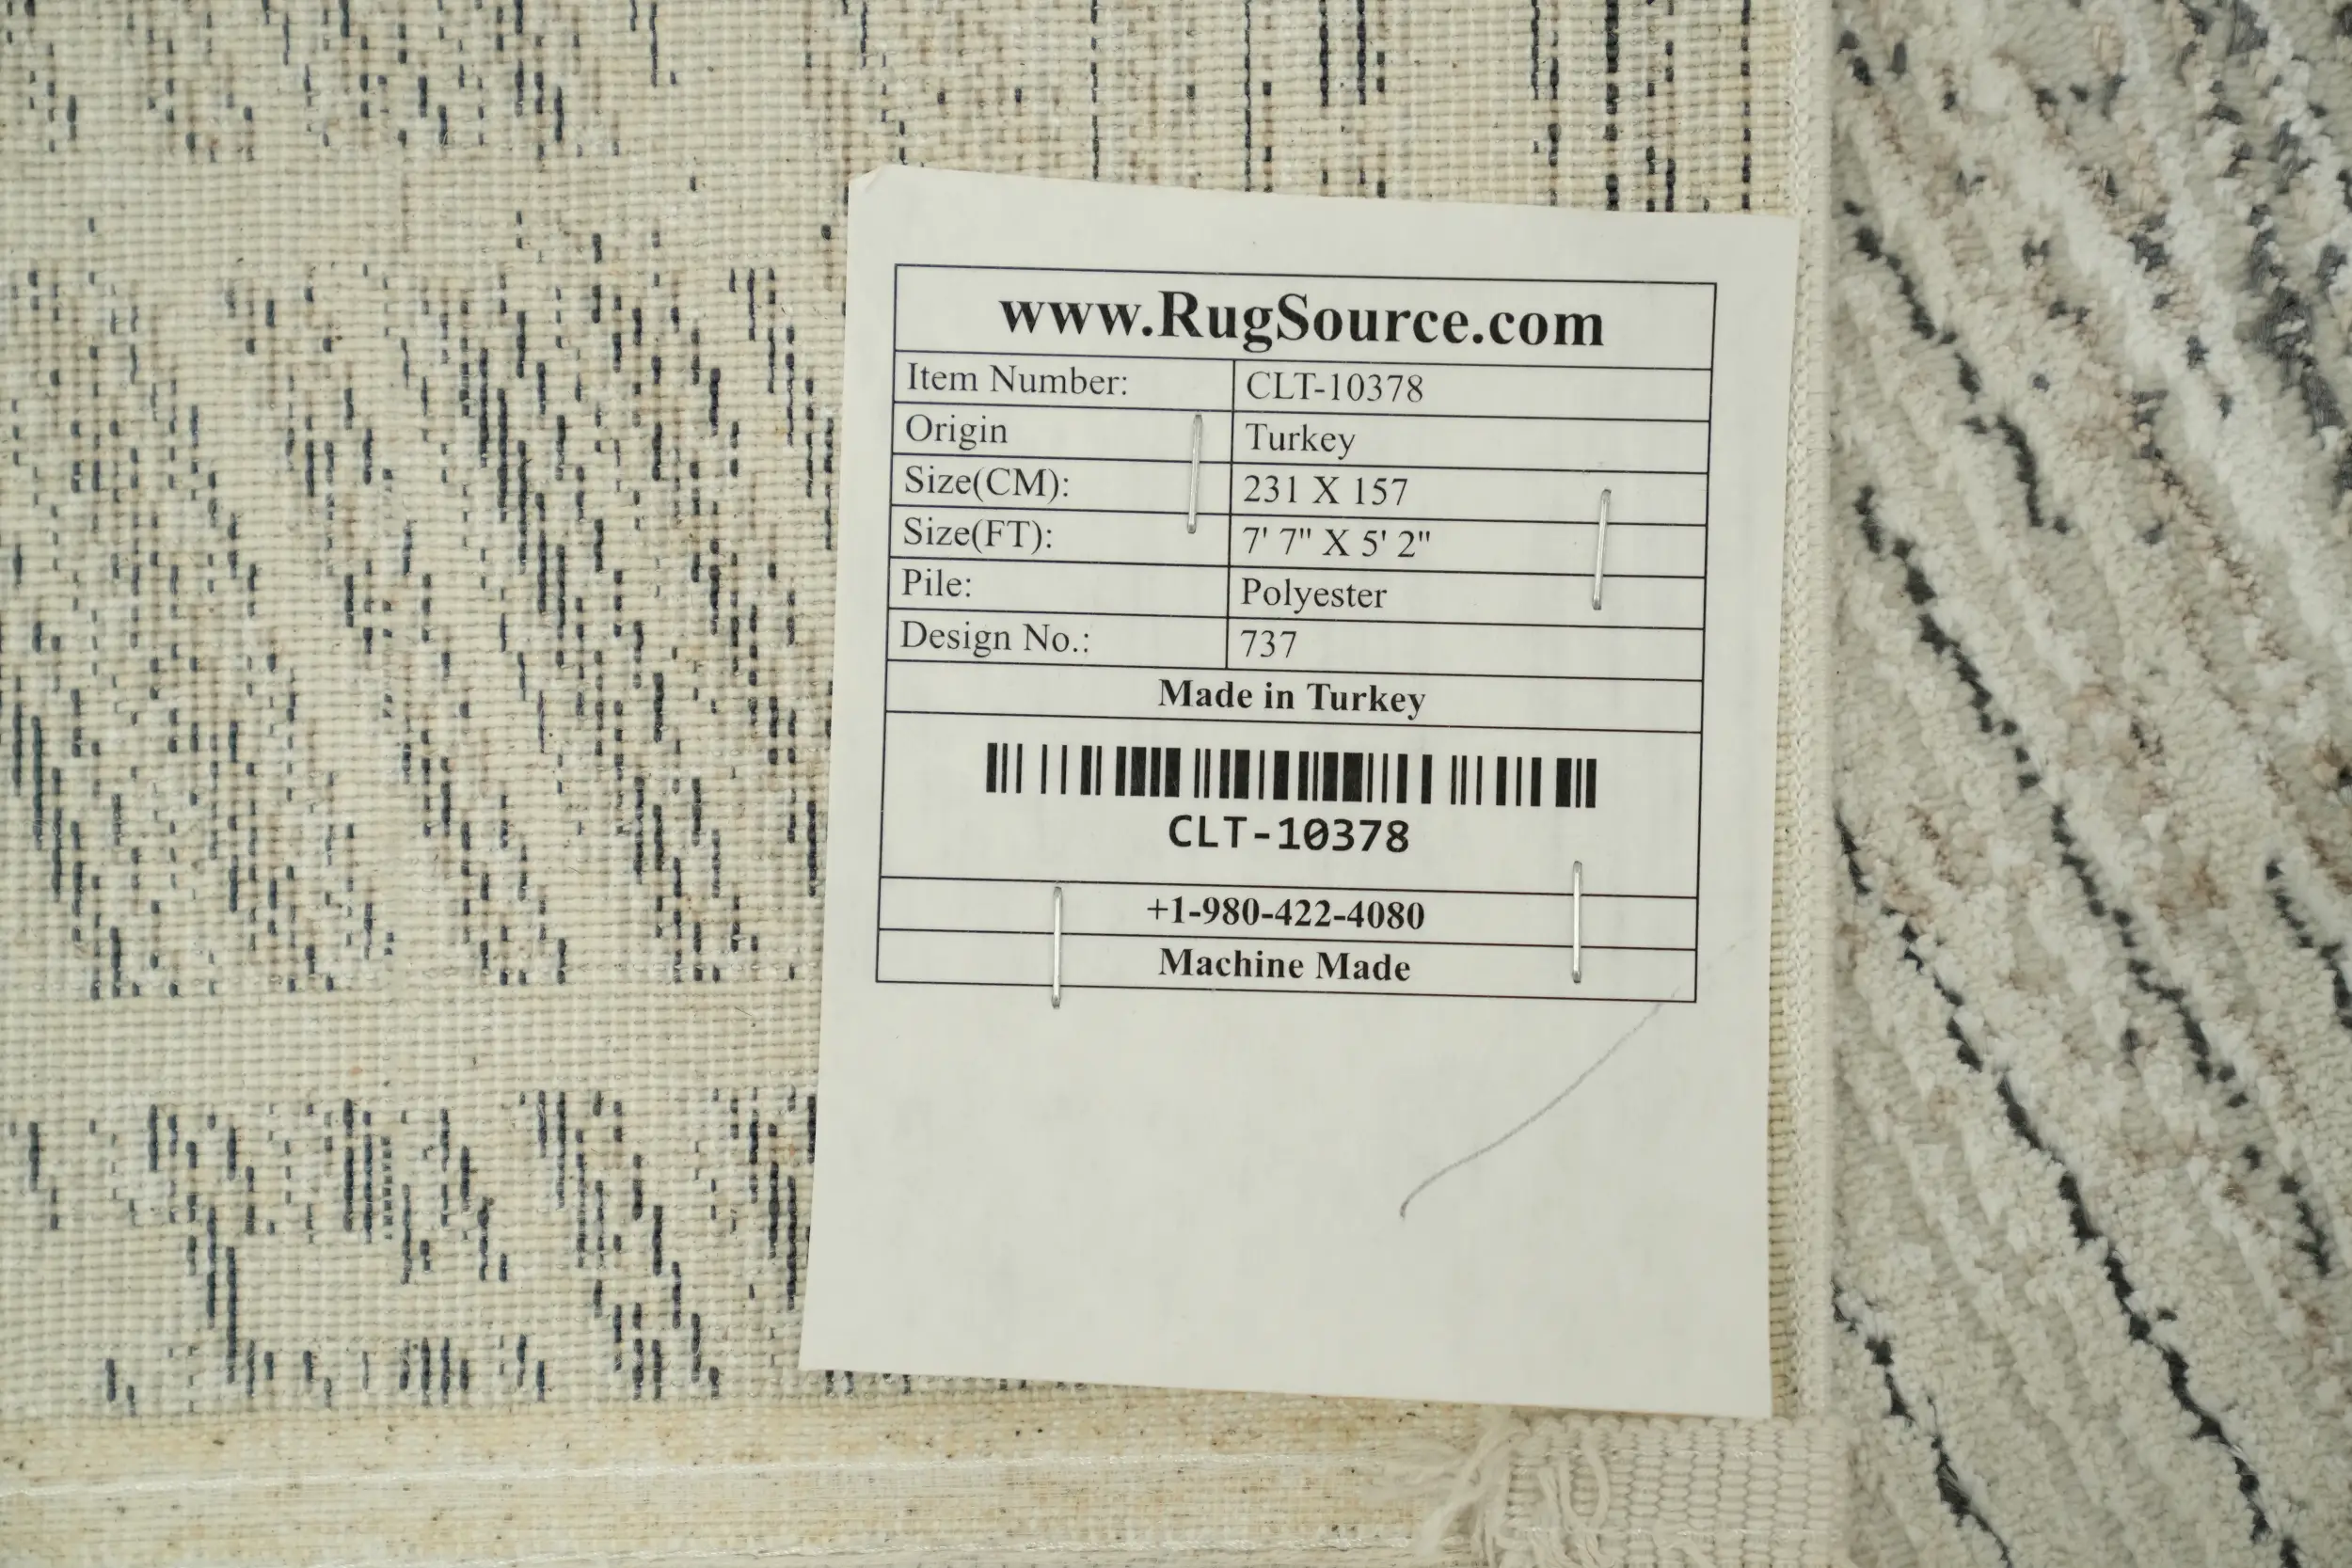 www.RugSource.com
Item Number: CLT-10378
Origin Turkey
Size(CM): 231 X 157
Size(FT): 7' 7" X 5' 2"
Pile: Polyester
Design No.: 737
Made in Turkey
CLT-10378
+1-980-422-4080
Machine Made